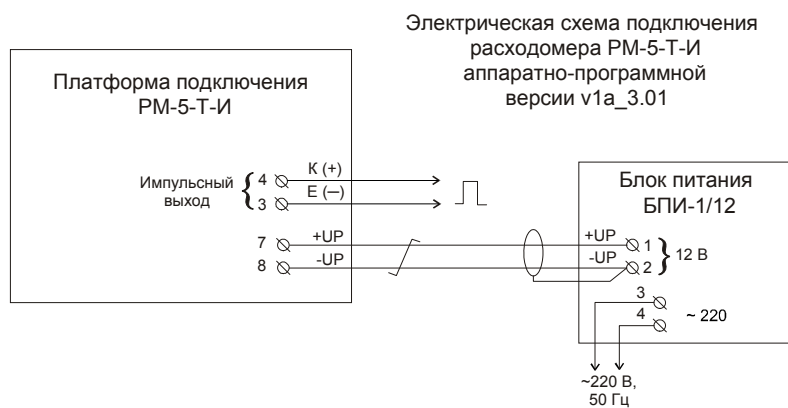 Электрическая схема подключения
расходомера РМ-5-Т-И
аппаратно-программной
версии v1a_3.01
Платформа подключения
РМ-5-Т-И
Импульсный
выход
4
К (+)
3
Е (—)
7
+UP
8
-UP
Блок питания
БПИ-1/12
+UP
1
-UP
2
12 В
3
4
~ 220
~220 В,
50 Гц